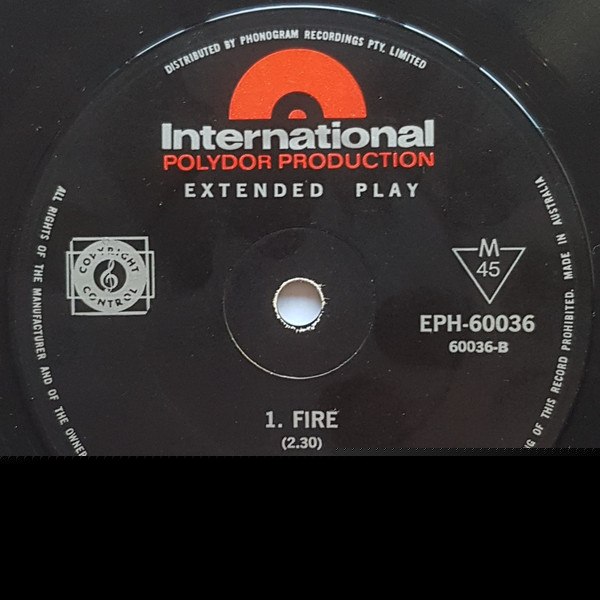 DISTRIBUTED BY PHONOGRAM RECORDINGS PTY. LIMITED
International
POLYDOR PRODUCTION
EXTENDED PLAY
COPYRIGHT
CONTROL
M
45
EPH-60036
60036-B
1. FIRE
(2.30)
ALL RIGHTS OF THE MANUFACTURER AND OF THE OWNER
OF THIS RECORD PROHIBITED. MADE IN AUSTRALIA